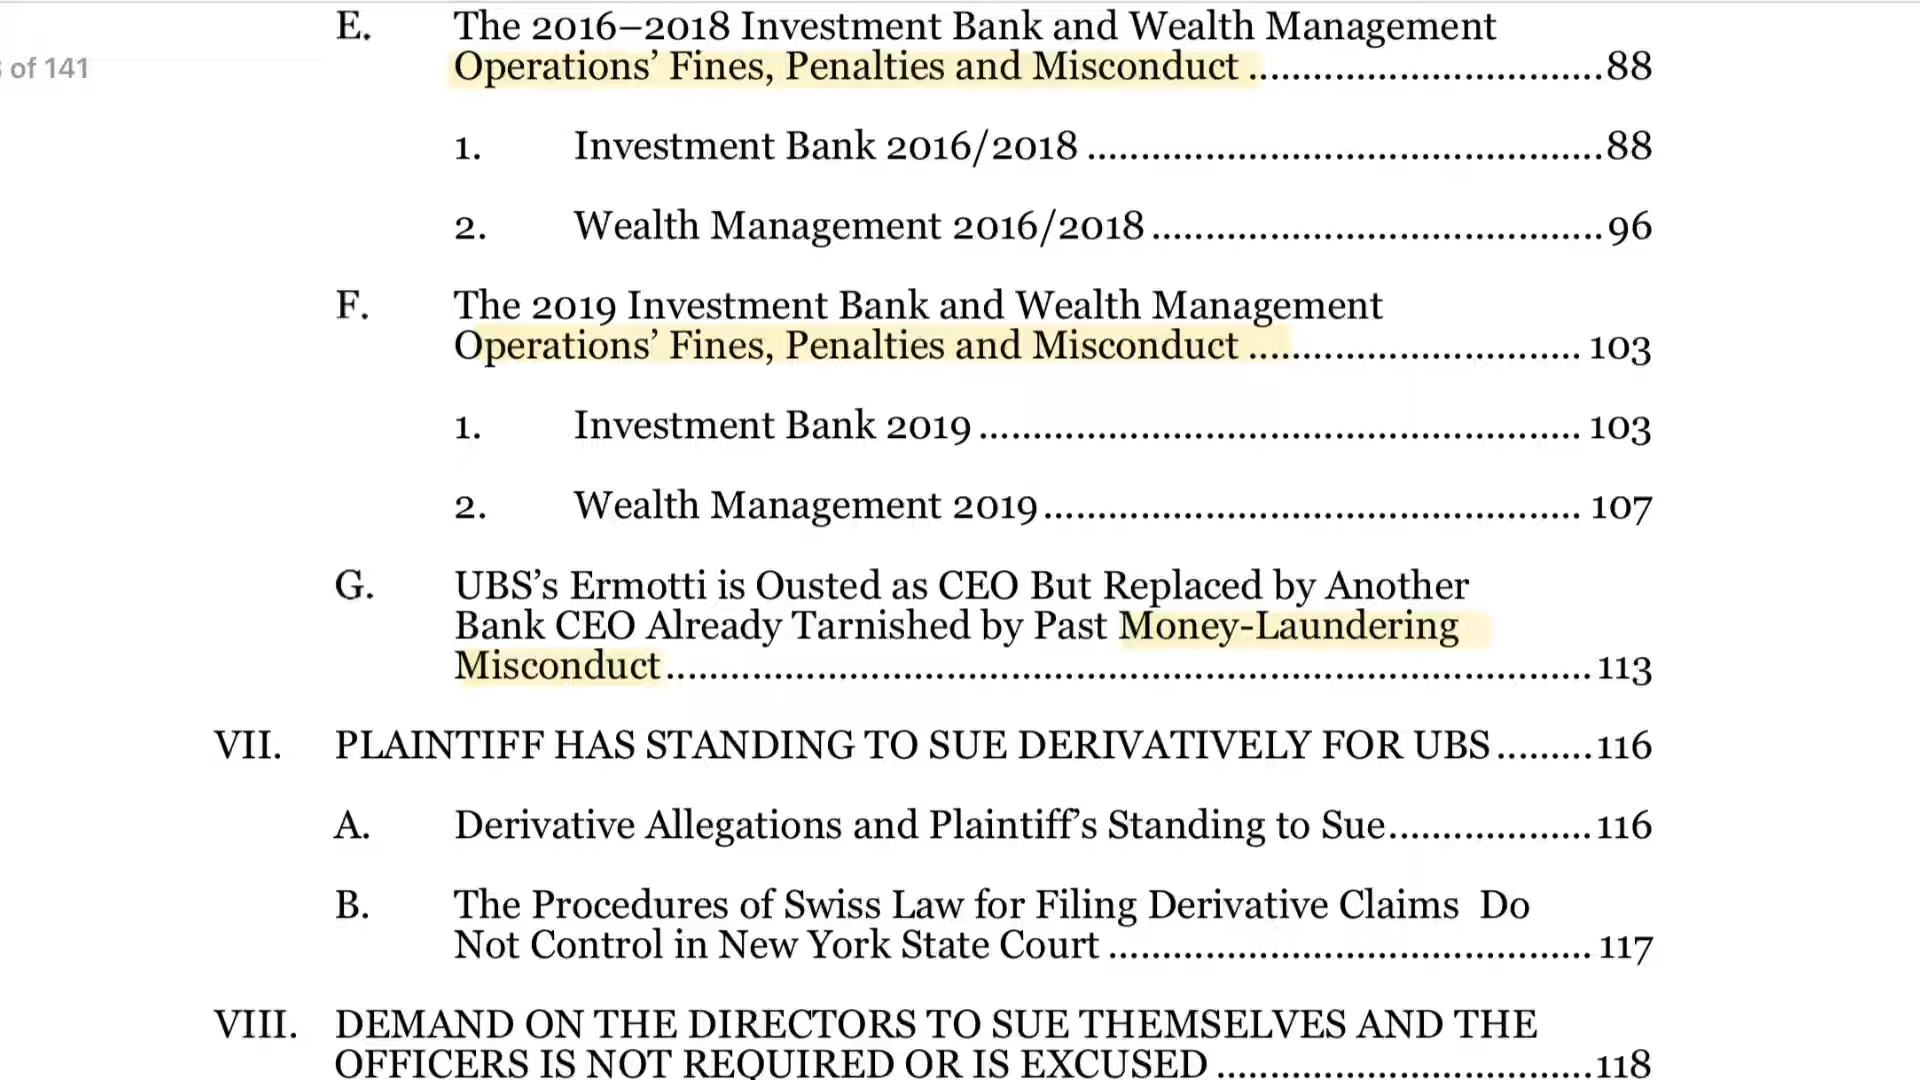 E. The 2016–2018 Investment Bank and Wealth Management
of 141
Operations’ Fines, Penalties and Misconduct ................................. 88
1. Investment Bank 2016/2018 ................................................ 88
2. Wealth Management 2016/2018 .......................................... 96
F. The 2019 Investment Bank and Wealth Management
Operations’ Fines, Penalties and Misconduct ............................... 103
1. Investment Bank 2019 ........................................................ 103
2. Wealth Management 2019 .................................................. 107
G. UBS’s Ermotti is Ousted as CEO But Replaced by Another
Bank CEO Already Tarnished by Past Money-Laundering
Misconduct ...................................................................................... 113
VII. PLAINTIFF HAS STANDING TO SUE DERIVATIVELY FOR UBS ......... 116
A. Derivative Allegations and Plaintiff’s Standing to Sue ................... 116
B. The Procedures of Swiss Law for Filing Derivative Claims Do
Not Control in New York State Court ............................................. 117
VIII. DEMAND ON THE DIRECTORS TO SUE THEMSELVES AND THE
OFFICERS IS NOT REQUIRED OR IS EXCUSED ................................... 118